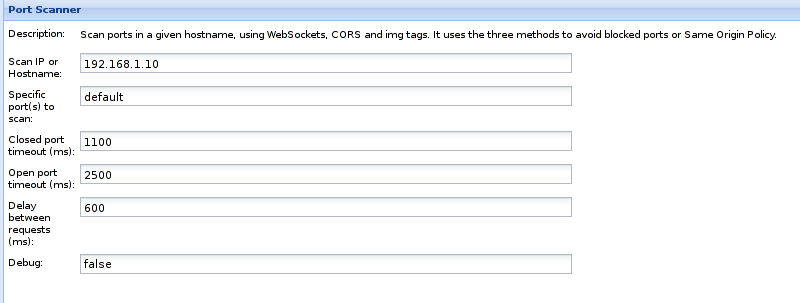 Port Scanner
Description: Scan ports in a given hostname, using WebSockets, CORS and img tags. It uses the three methods to avoid blocked ports or Same Origin Policy.
Scan IP or
Hostname:
192.168.1.10
Specific
port(s) to
scan:
default
Closed port
timeout (ms):
1100
Open port
timeout (ms):
2500
Delay
between
requests
(ms):
600
Debug:
false